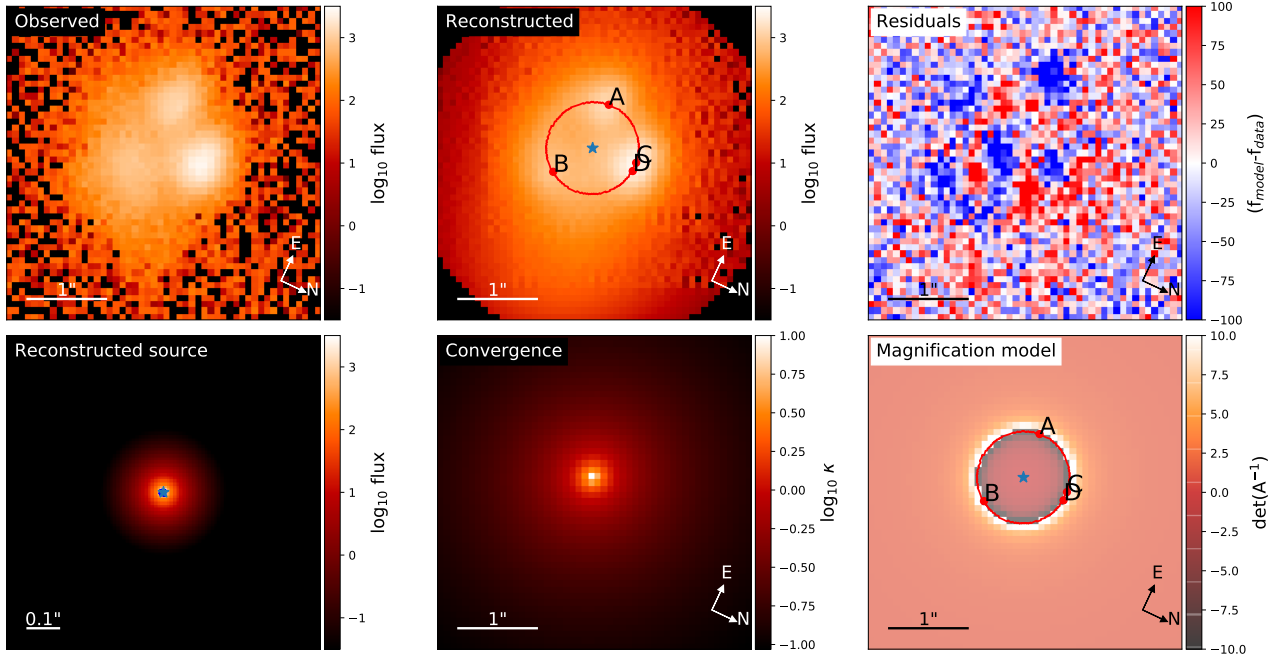 Observed
E
N
1"
3
2
1
0
−1
log₁₀ flux
Reconstructed
A
B
C
D
E
N
1"
3
2
1
0
−1
log₁₀ flux
Residuals
E
N
1"
100
75
50
25
0
−25
−50
−75
−100
(f_model-f_data)
Reconstructed source
0.1"
3
2
1
0
−1
log₁₀ flux
Convergence
E
N
1"
1.00
0.75
0.50
0.25
0.00
−0.25
−0.50
−0.75
−1.00
log₁₀ κ
Magnification model
A
B
C
D
E
N
1"
10.0
7.5
5.0
2.5
0.0
−2.5
−5.0
−7.5
−10.0
det(A⁻¹)